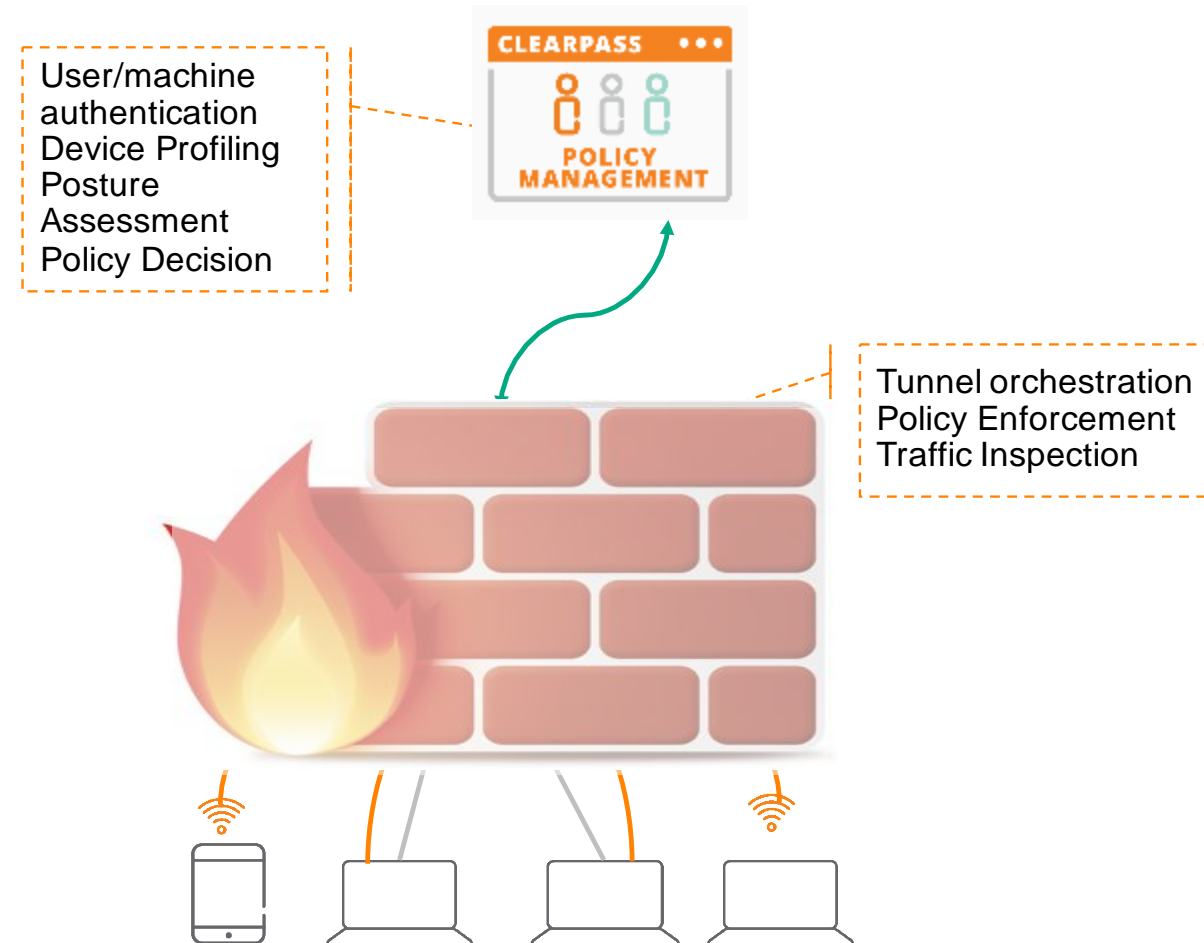 CLEARPASS
POLICY
MANAGEMENT
User/machine
authentication
Device Profiling
Posture
Assessment
Policy Decision
Tunnel orchestration
Policy Enforcement
Traffic Inspection